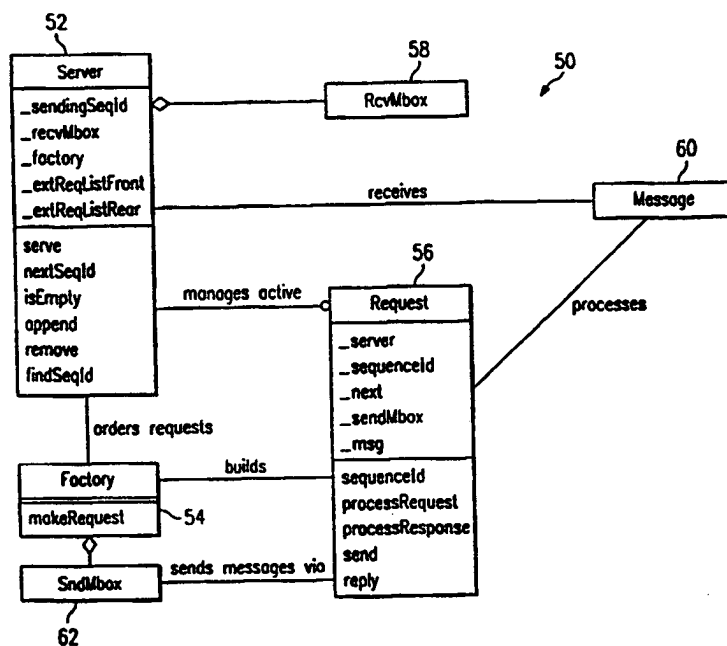 52
Server
_sendingSeqId
_recvMbox
_factory
_extReqListFront
_extReqListRear
serve
nextSeqId
isEmpty
append
remove
findSeqId
58
RcvMbox
50
60
Message
receives
manages active
56
Request
_server
_sequenceId
_next
_sendMbox
_msg
sequenceId
processRequest
processResponse
send
reply
processes
orders requests
Factory
makeRequest
54
builds
SndMbox
62
sends messages via